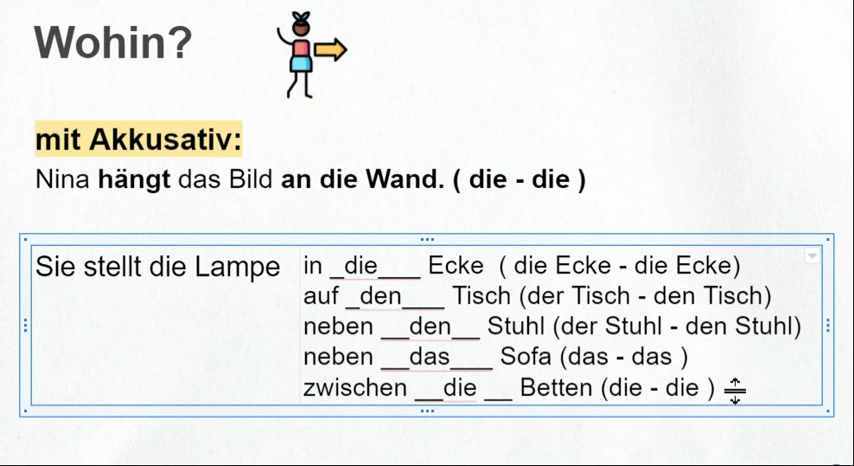 Wohin?
mit Akkusativ:
Nina hängt das Bild an die Wand. ( die - die )
Sie stellt die Lampe
in _die___ Ecke ( die Ecke - die Ecke)
auf _den___ Tisch (der Tisch - den Tisch)
neben __den__ Stuhl (der Stuhl - den Stuhl)
neben __das___ Sofa (das - das )
zwischen __die __ Betten (die - die )